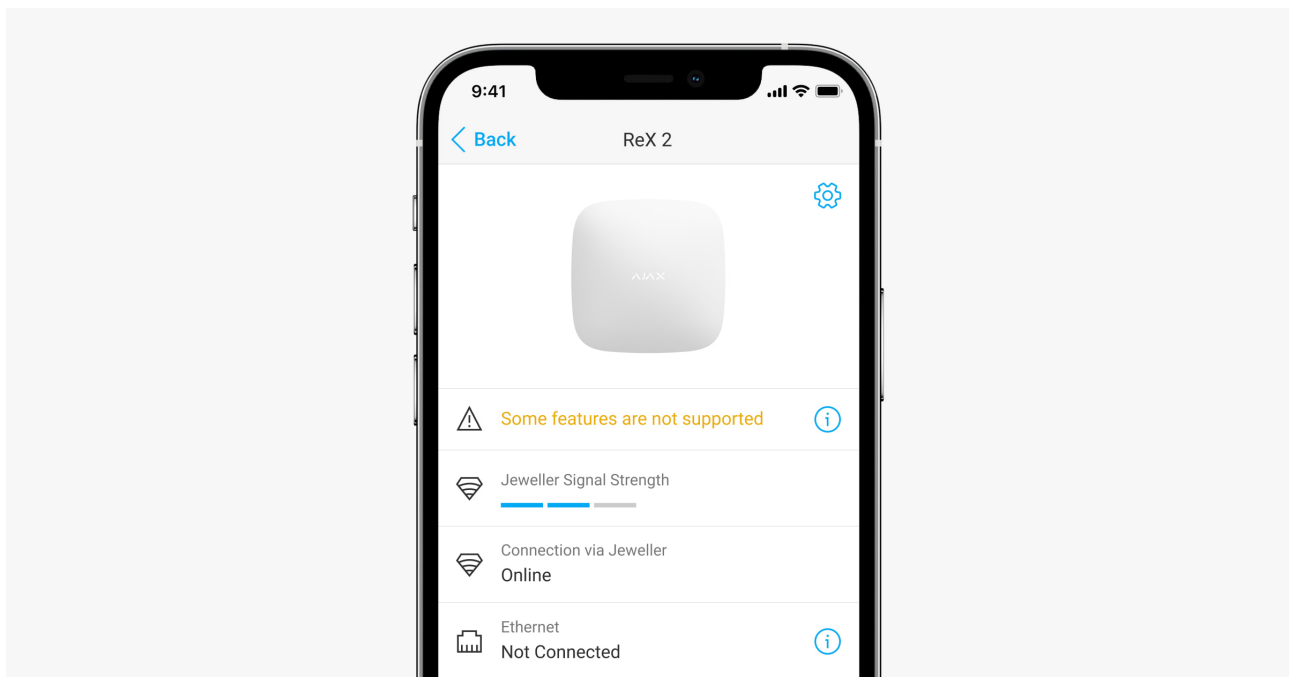 9:41
Back
ReX 2
AJAX
Some features are not supported
Jeweller Signal Strength
Connection via Jeweller
Online
Ethernet
Not Connected